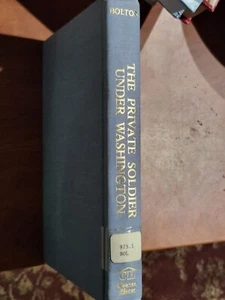 BOLTON
THE PRIVATE SOLDIER
UNDER WASHINGTON
973.3
BOL